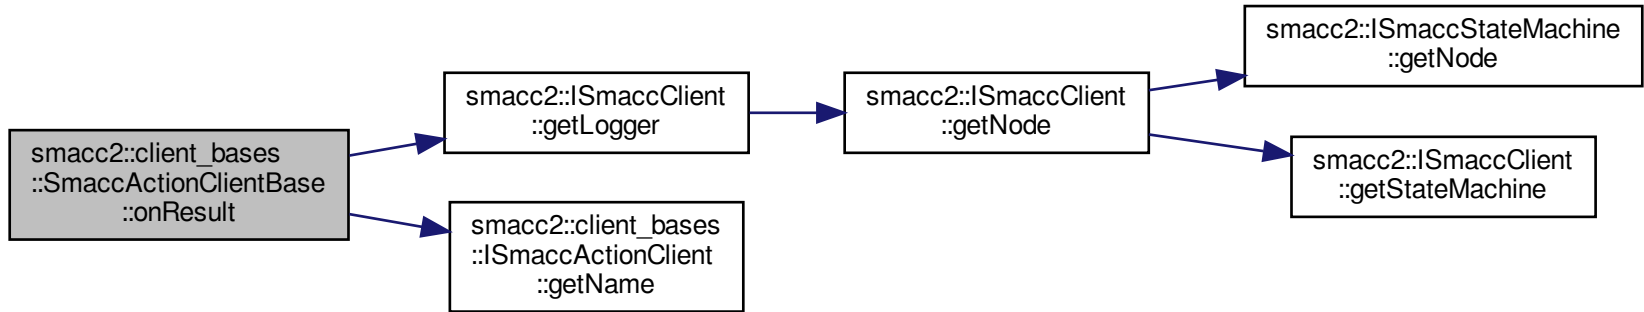 smacc2::client_bases
::SmaccActionClientBase
::onResult
smacc2::ISmaccClient
::getLogger
smacc2::client_bases
::ISmaccActionClient
::getName
smacc2::ISmaccClient
::getNode
smacc2::ISmaccStateMachine
::getNode
smacc2::ISmaccClient
::getStateMachine